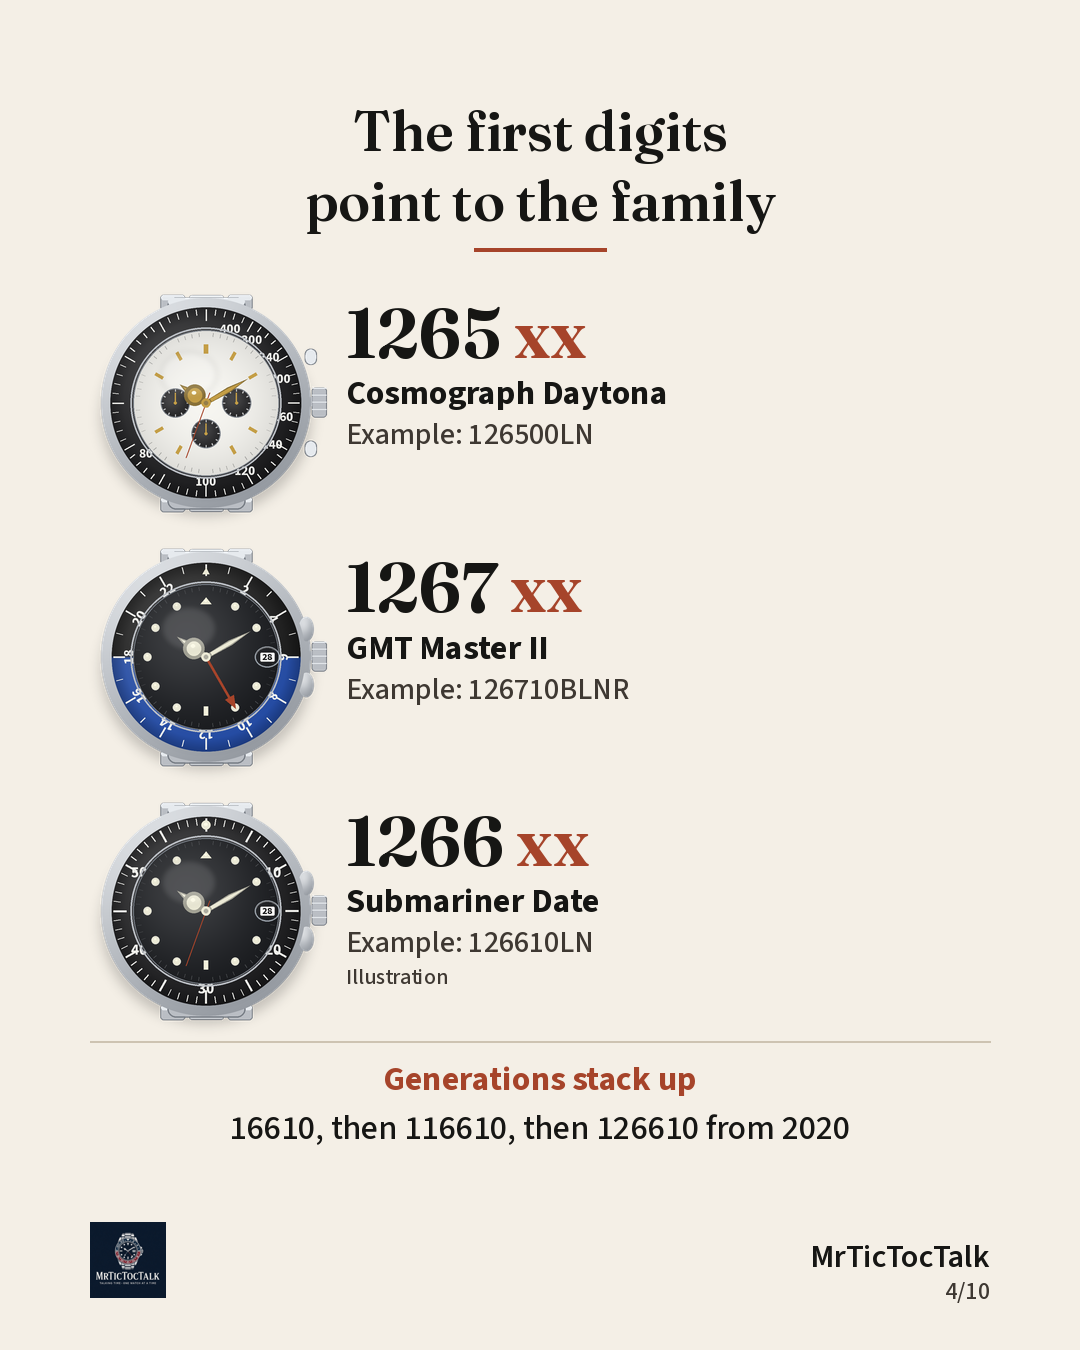 The first digits
point to the family
1265 xx
Cosmograph Daytona
Example: 126500LN
1267 xx
GMT Master II
Example: 126710BLNR
1266 xx
Submariner Date
Example: 126610LN
Illustration
Generations stack up
16610, then 116610, then 126610 from 2020
MrTicTocTalk
MrTicTocTalk
4/10